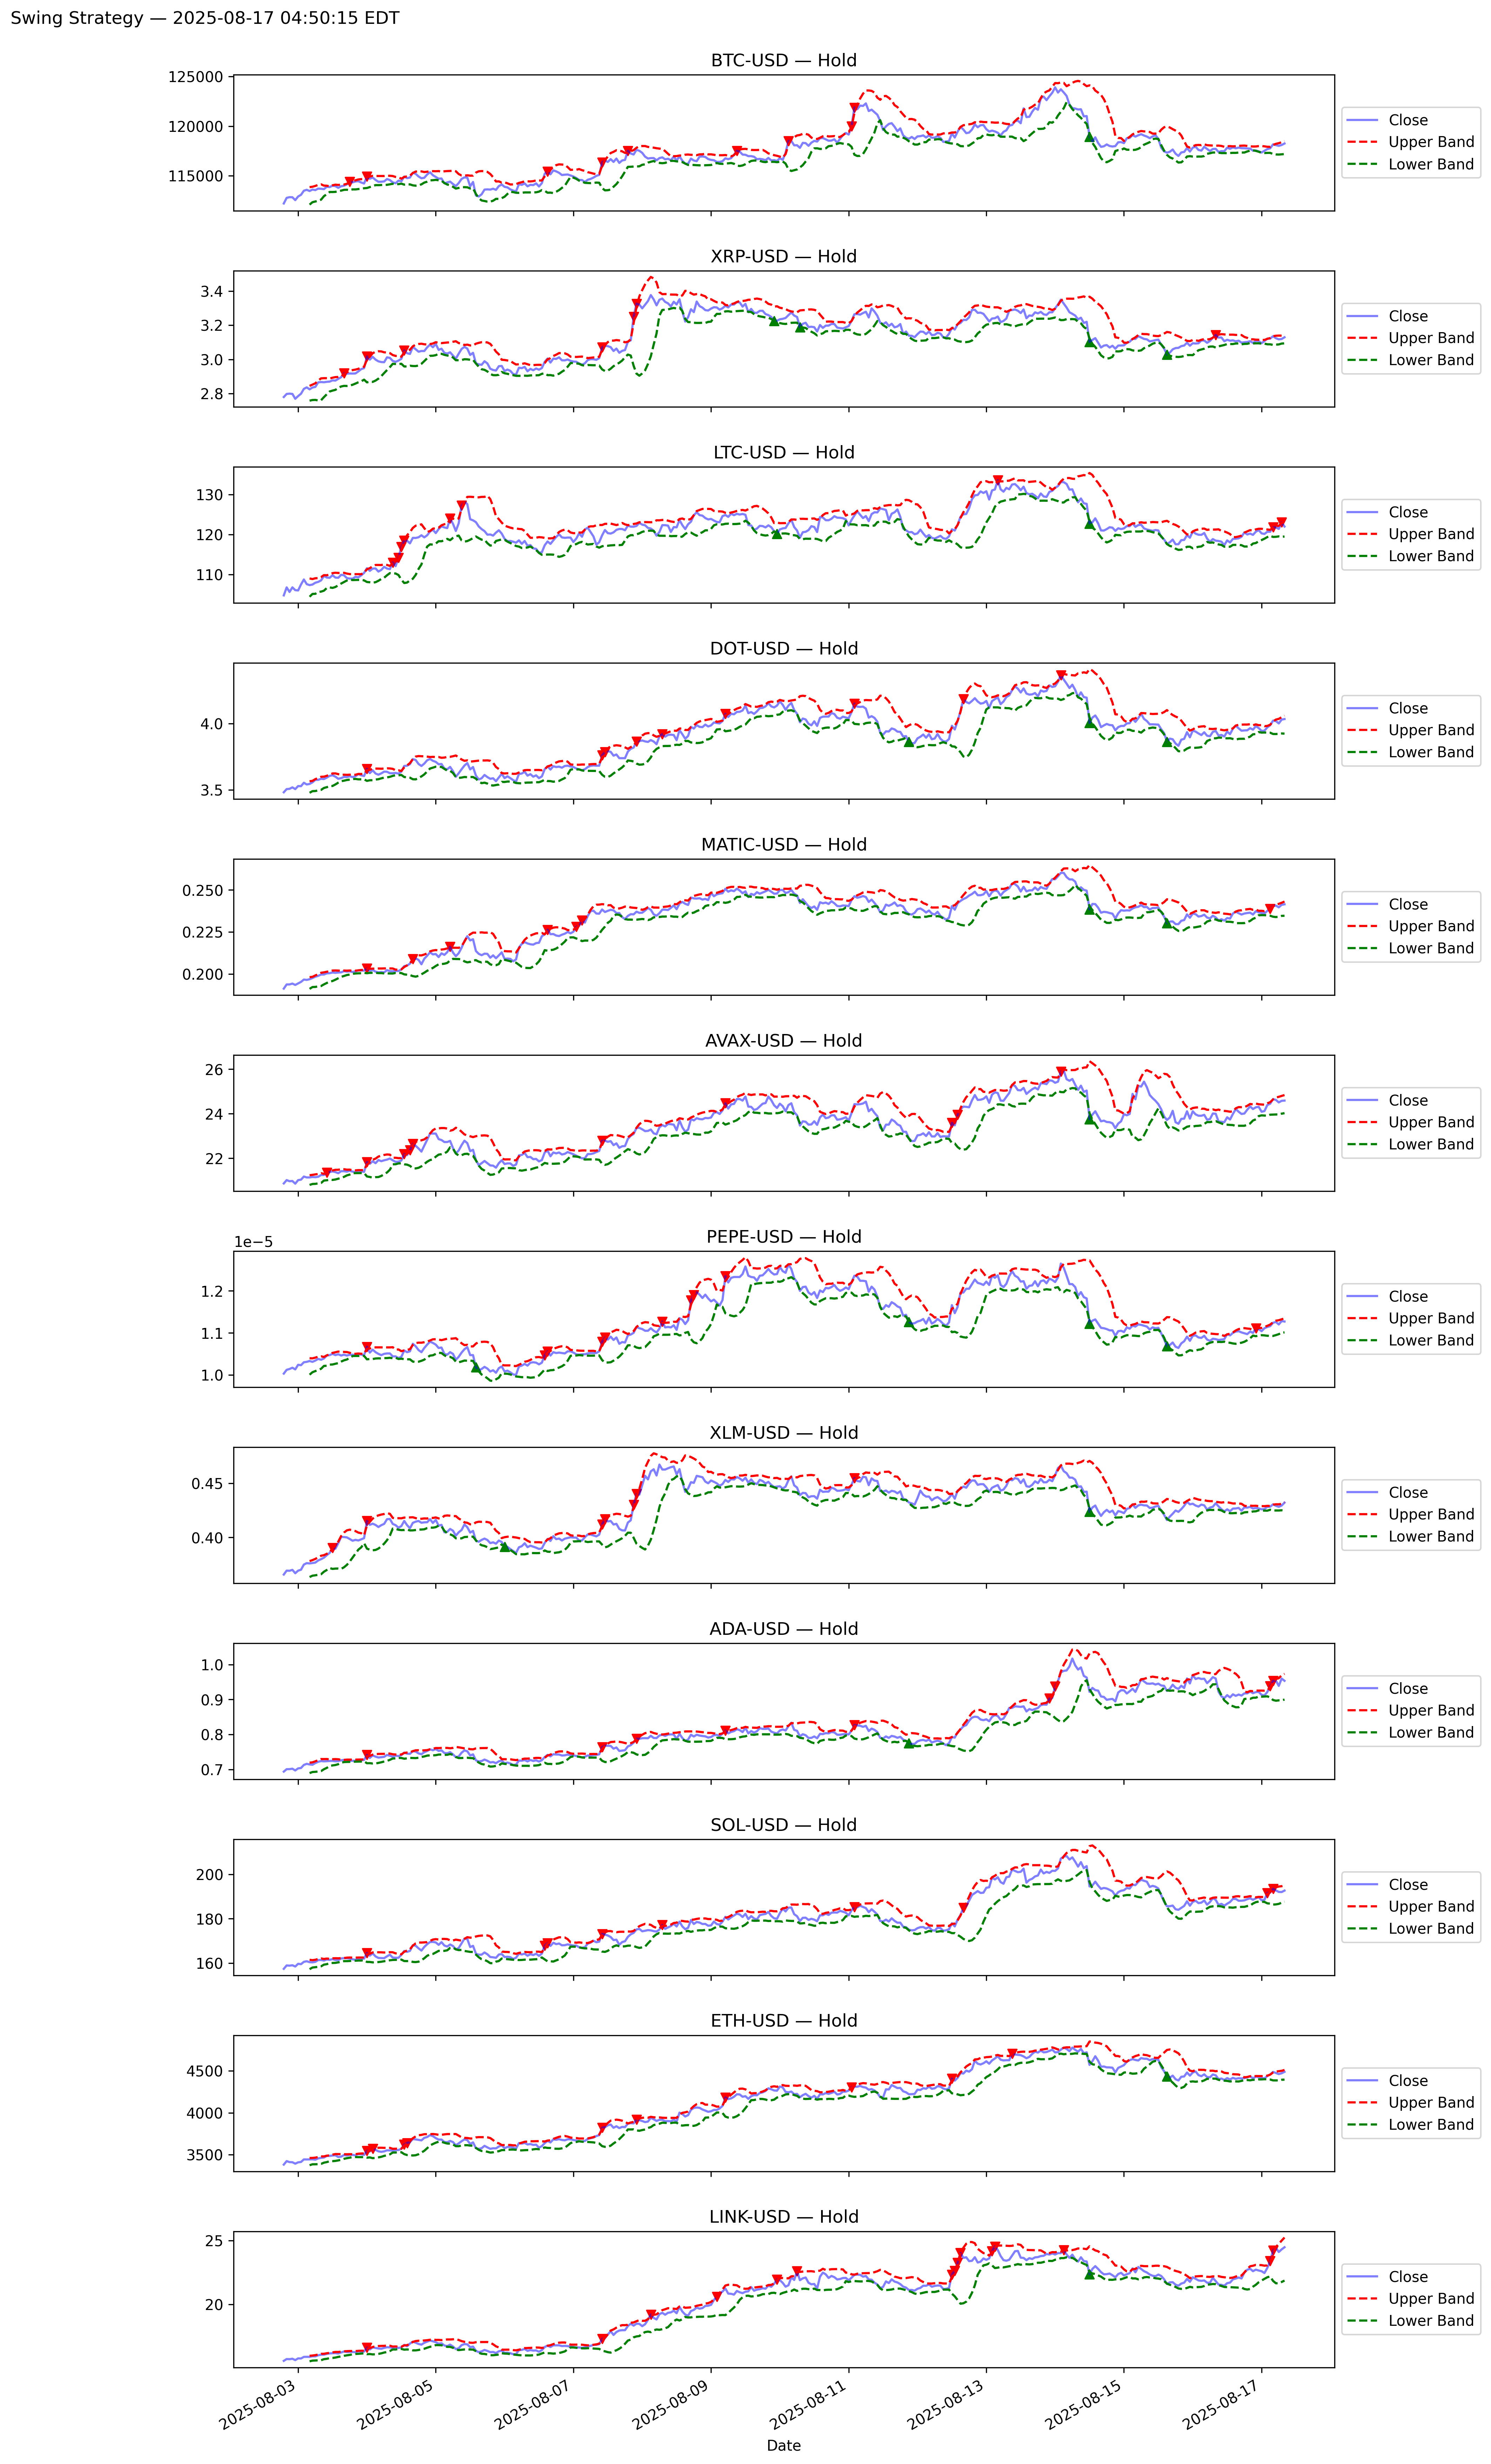 Swing Strategy — 2025-08-17 04:50:15 EDT
BTC-USD — Hold
125000
120000
115000
Close
Upper Band
Lower Band
XRP-USD — Hold
3.4
3.2
3.0
2.8
Close
Upper Band
Lower Band
LTC-USD — Hold
130
120
110
Close
Upper Band
Lower Band
DOT-USD — Hold
4.0
3.5
Close
Upper Band
Lower Band
MATIC-USD — Hold
0.250
0.225
0.200
Close
Upper Band
Lower Band
AVAX-USD — Hold
26
24
22
Close
Upper Band
Lower Band
PEPE-USD — Hold
1e−5
1.2
1.1
1.0
Close
Upper Band
Lower Band
XLM-USD — Hold
0.45
0.40
Close
Upper Band
Lower Band
ADA-USD — Hold
1.0
0.9
0.8
0.7
Close
Upper Band
Lower Band
SOL-USD — Hold
200
180
160
Close
Upper Band
Lower Band
ETH-USD — Hold
4500
4000
3500
Close
Upper Band
Lower Band
LINK-USD — Hold
25
20
Close
Upper Band
Lower Band
2025-08-03
2025-08-05
2025-08-07
2025-08-09
2025-08-11
2025-08-13
2025-08-15
2025-08-17
Date